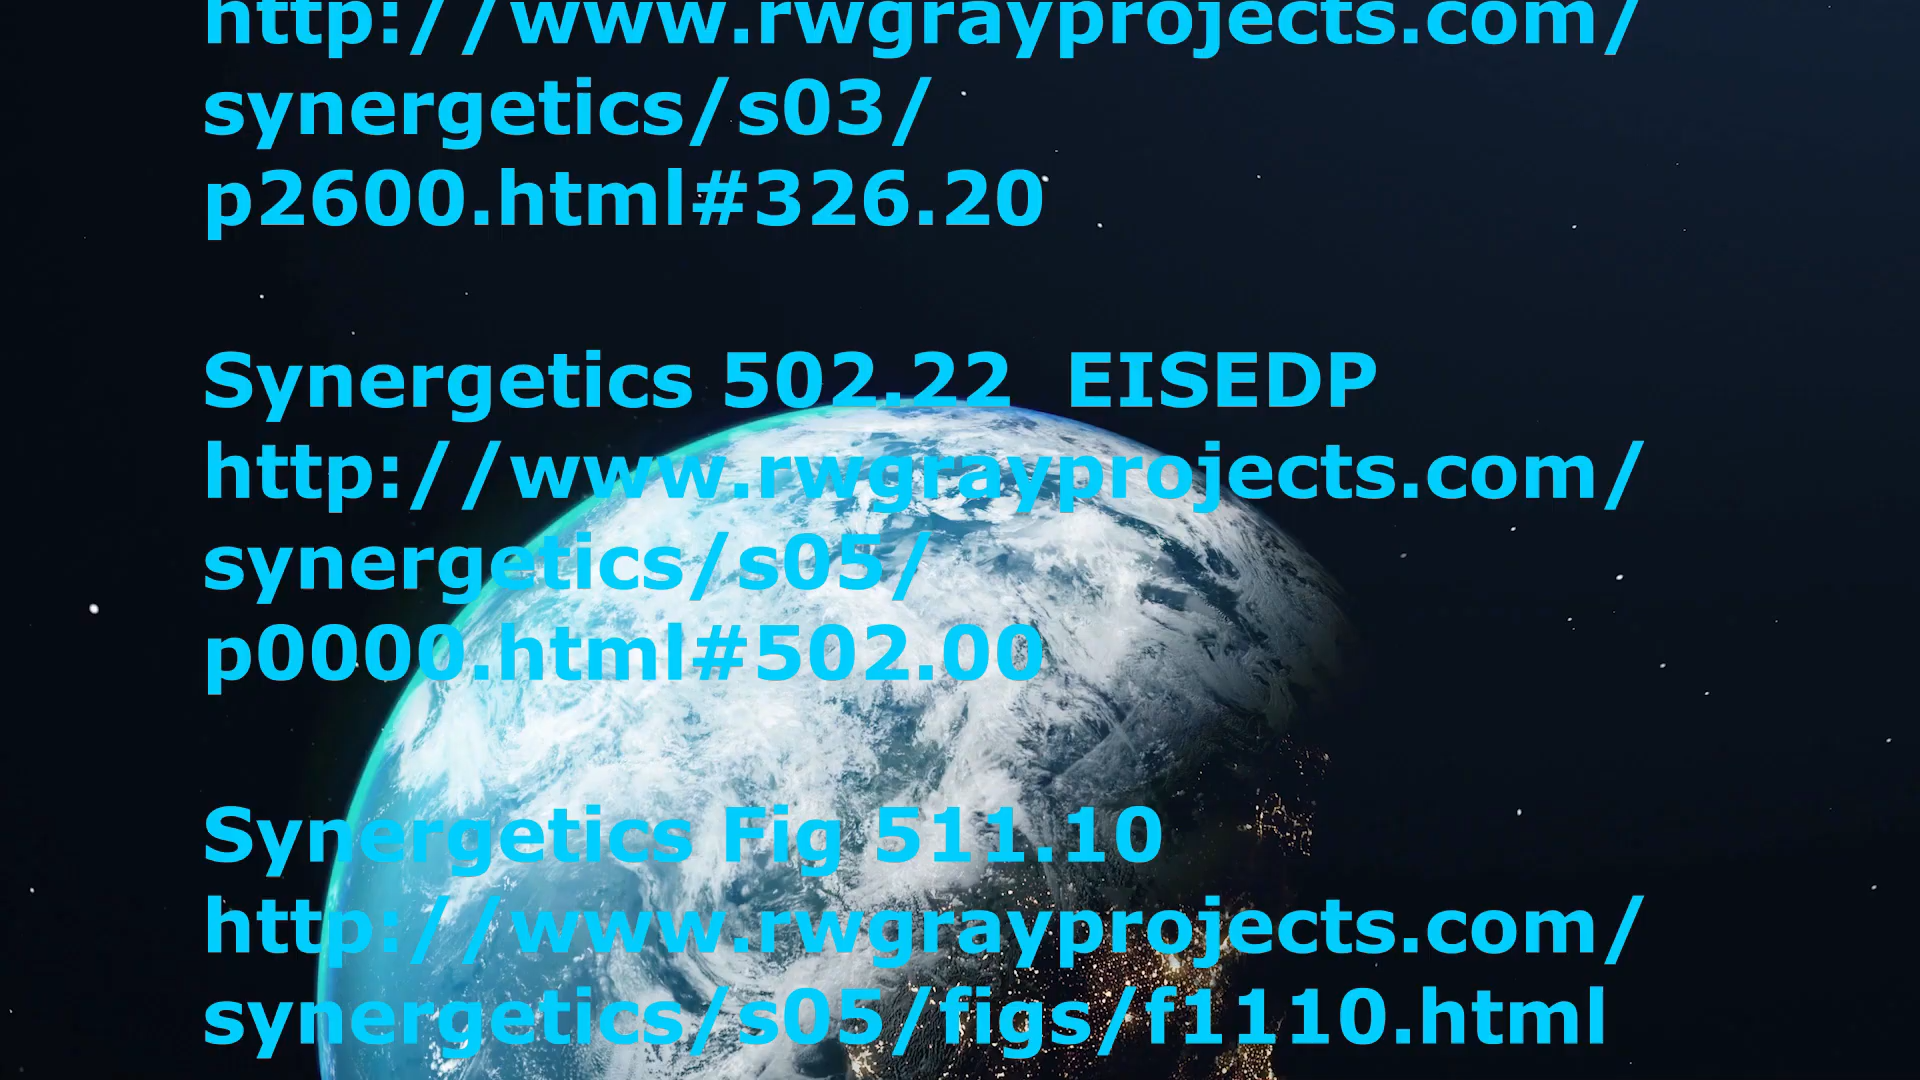 http://www.rwgrayprojects.com/
synergetics/s03/
p2600.html#326.20
Synergetics 502.22  EISEDP
http://www.rwgrayprojects.com/
synergetics/s05/
p0000.html#502.00
Synergetics Fig 511.10
http://www.rwgrayprojects.com/
synergetics/s05/figs/f1110.html